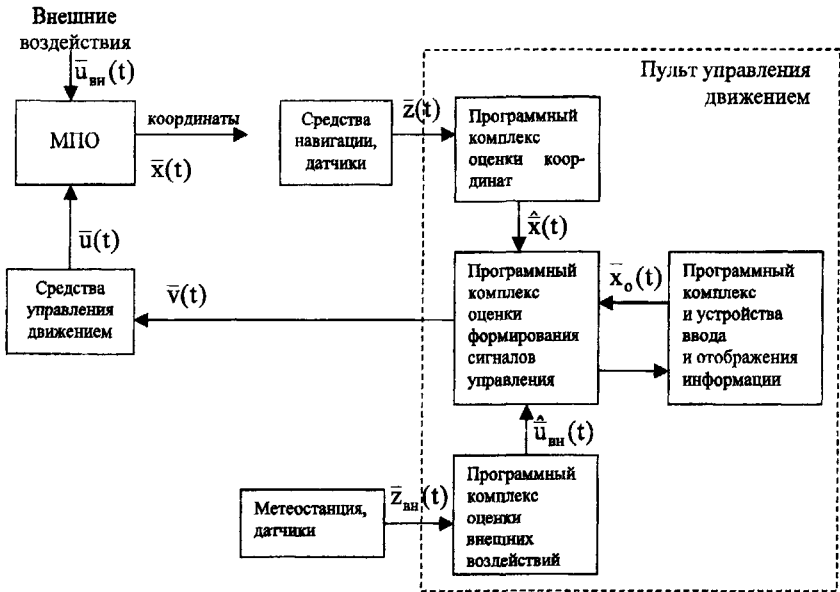 Внешние
воздействия
ū_вн(t)
МПО
координаты
x̄(t)
Средства
навигации,
датчики
z̄(t)
Пульт управления
движением
Программный
комплекс
оценки коор-
динат
x̄̂(t)
ū(t)
Средства
управления
движением
v̄(t)
Программный
комплекс
оценки
формирования
сигналов
управления
x̄_о(t)
Программный
комплекс
и устройства
ввода
и отображения
информации
ū̂_вн(t)
Метеостанция,
датчики
z̄_вн(t)
Программный
комплекс
оценки
внешних
воздействий